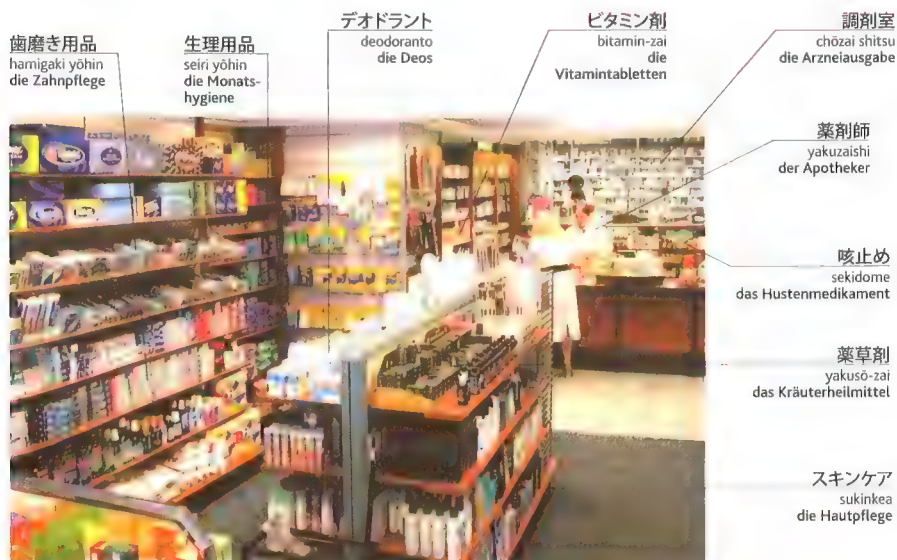 歯磨き用品
hamigaki yōhin
die Zahnpflege
生理用品
seiri yōhin
die Monats-
hygiene
デオドラント
deodoranto
die Deos
ビタミン剤
bitamin-zai
die
Vitamintabletten
調剤室
chōzai shitsu
die Arzneiausgabe
薬剤師
yakuzaishi
der Apotheker
咳止め
sekidome
das Hustenmedikament
薬草剤
yakusō-zai
das Kräuterheilmittel
スキンケア
sukinkea
die Hautpflege